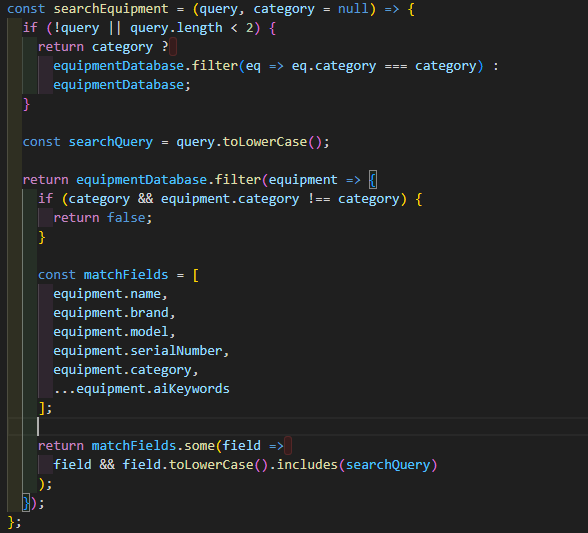 const searchEquipment = (query, category = null) => {
  if (!query || query.length < 2) {
    return category ?
      equipmentDatabase.filter(eq => eq.category === category) :
      equipmentDatabase;
  }

  const searchQuery = query.toLowerCase();

  return equipmentDatabase.filter(equipment => {
    if (category && equipment.category !== category) {
      return false;
    }

    const matchFields = [
      equipment.name,
      equipment.brand,
      equipment.model,
      equipment.serialNumber,
      equipment.category,
      ...equipment.aiKeywords
    ];

    return matchFields.some(field =>
      field && field.toLowerCase().includes(searchQuery)
    );
  });
};